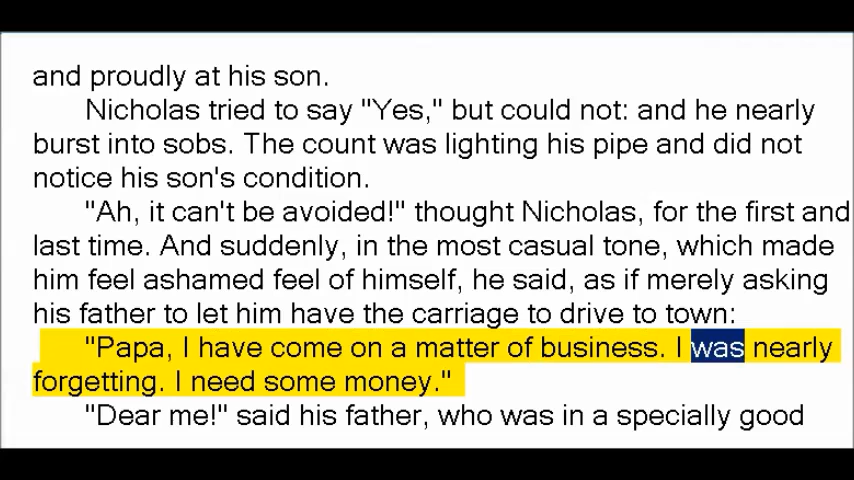 and proudly at his son.
Nicholas tried to say "Yes," but could not: and he nearly
burst into sobs. The count was lighting his pipe and did not
notice his son's condition.
"Ah, it can't be avoided!" thought Nicholas, for the first and
last time. And suddenly, in the most casual tone, which made
him feel ashamed feel of himself, he said, as if merely asking
his father to let him have the carriage to drive to town:
"Papa, I have come on a matter of business. I was nearly
forgetting. I need some money."
"Dear me!" said his father, who was in a specially good